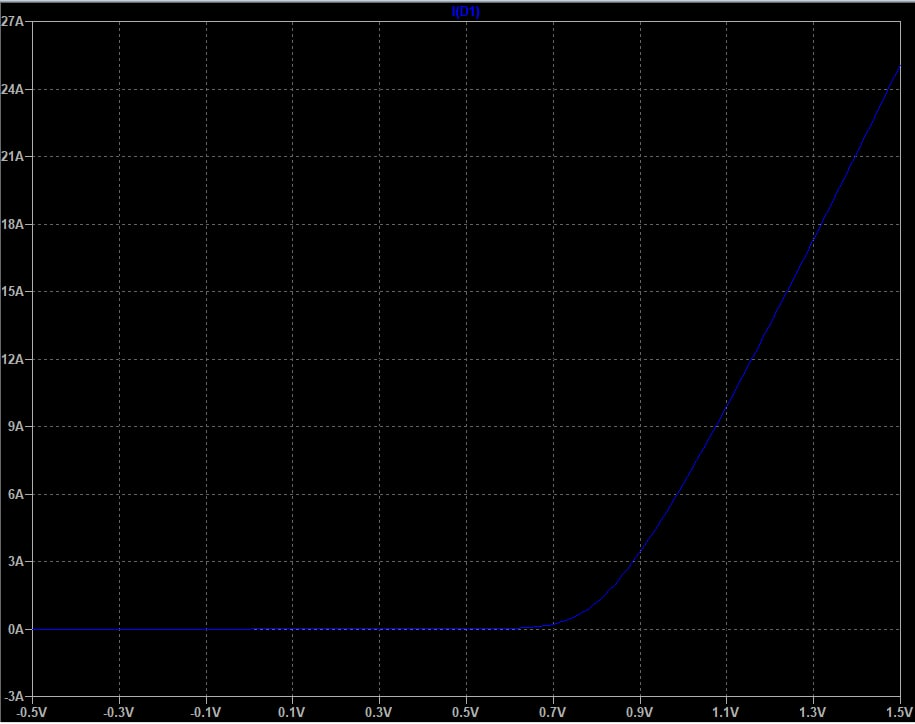 I(D1)
27A
24A
21A
18A
15A
12A
9A
6A
3A
0A
-3A
-0.5V -0.3V -0.1V 0.1V 0.3V 0.5V 0.7V 0.9V 1.1V 1.3V 1.5V